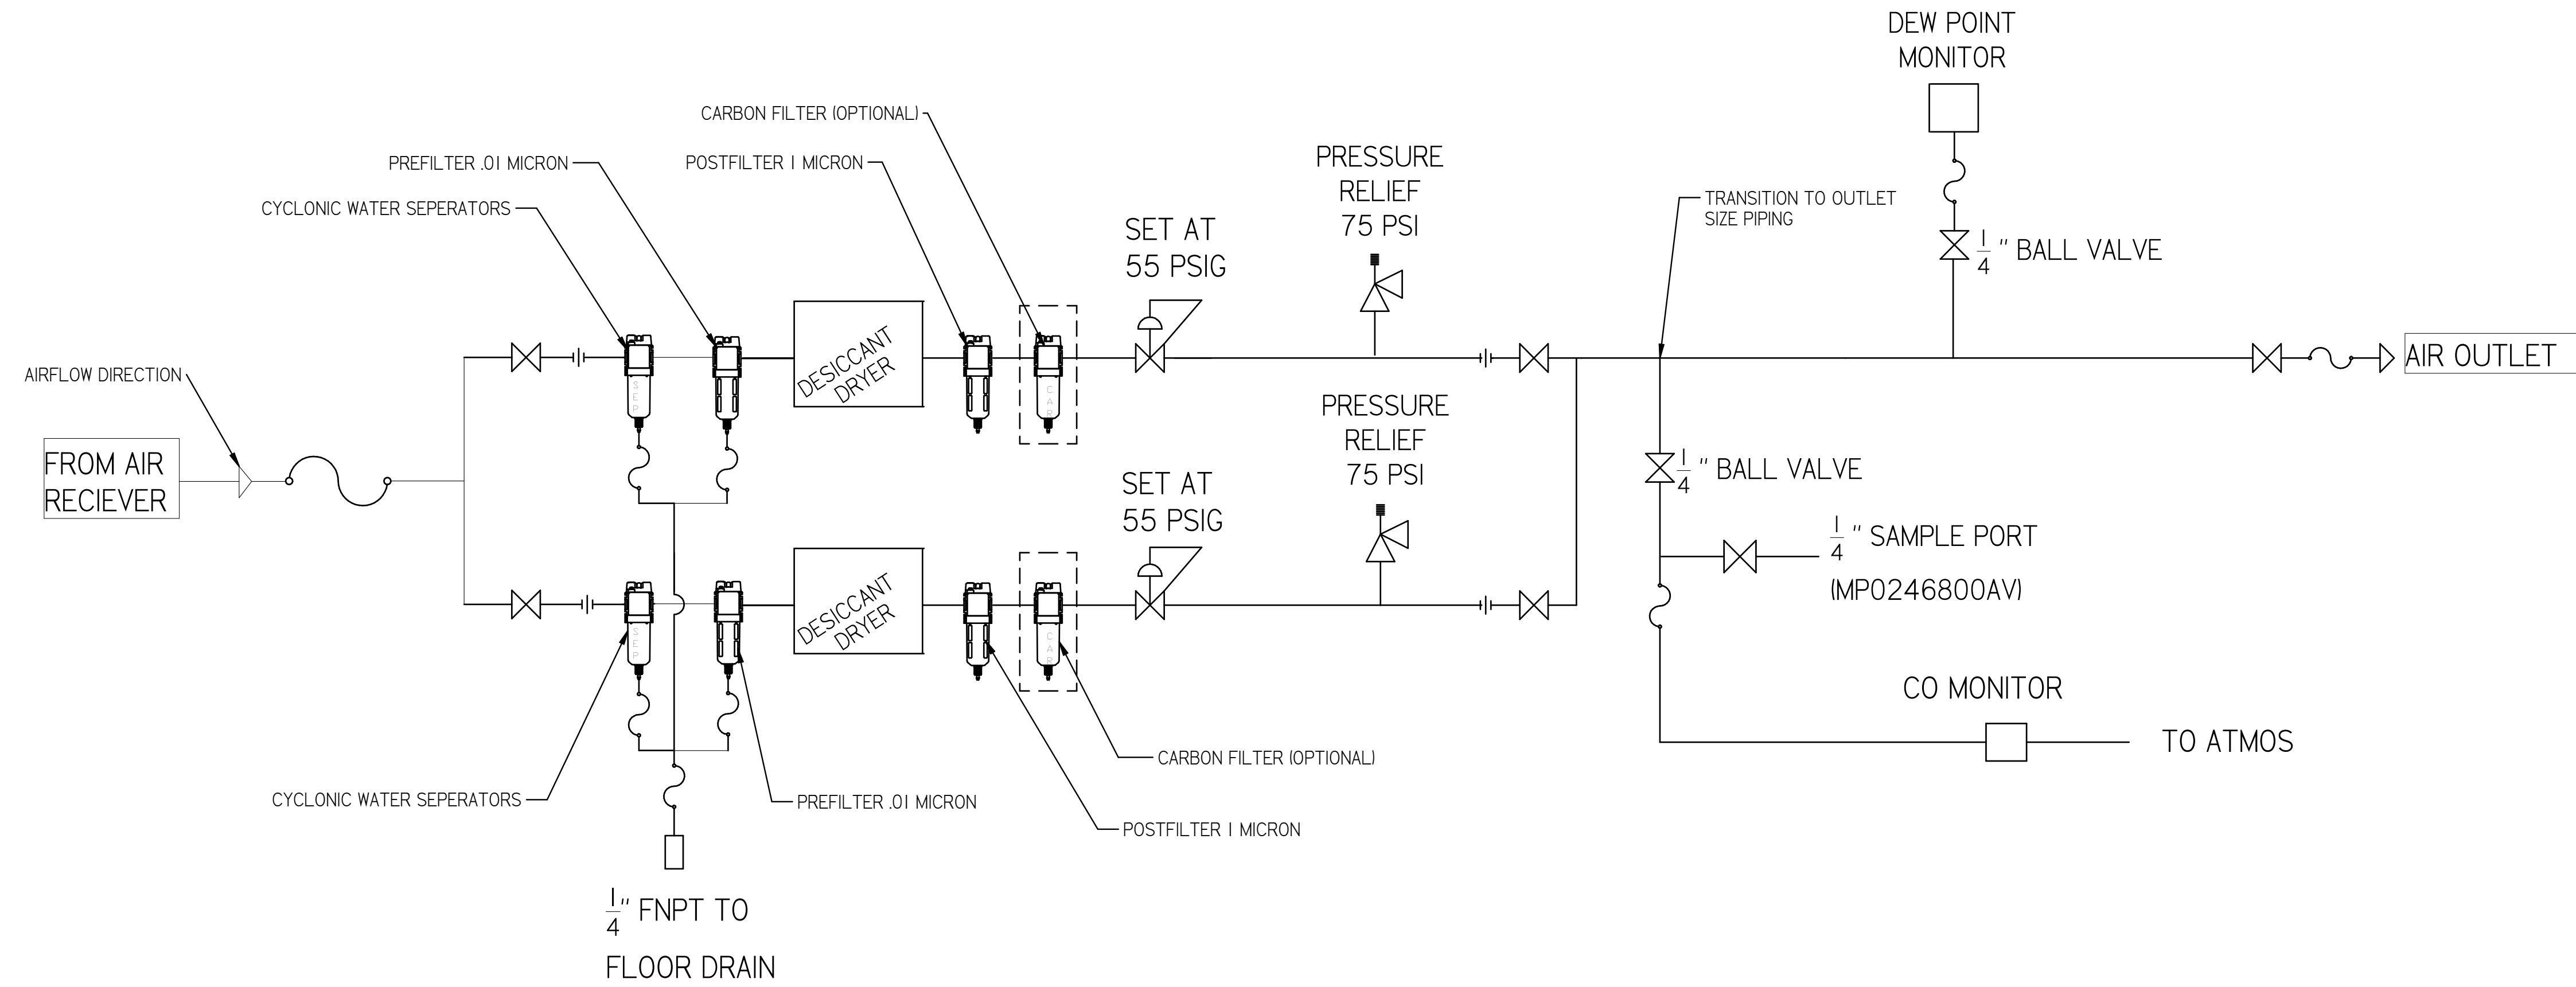 DEW POINT
MONITOR
CARBON FILTER (OPTIONAL)
PREFILTER .01 MICRON
POSTFILTER 1 MICRON
CYCLONIC WATER SEPERATORS
PRESSURE
RELIEF
75 PSI
SET AT
55 PSIG
TRANSITION TO OUTLET
SIZE PIPING
1/4 " BALL VALVE
AIRFLOW DIRECTION
SEP
DESICCANT
DRYER
CAR
AIR OUTLET
FROM AIR
RECIEVER
PRESSURE
RELIEF
75 PSI
SET AT
55 PSIG
1/4 " BALL VALVE
1/4 " SAMPLE PORT
(MP0246800AV)
SEP
DESICCANT
DRYER
CAR
CO MONITOR
TO ATMOS
CARBON FILTER (OPTIONAL)
CYCLONIC WATER SEPERATORS
PREFILTER .01 MICRON
POSTFILTER 1 MICRON
1/4" FNPT TO
FLOOR DRAIN